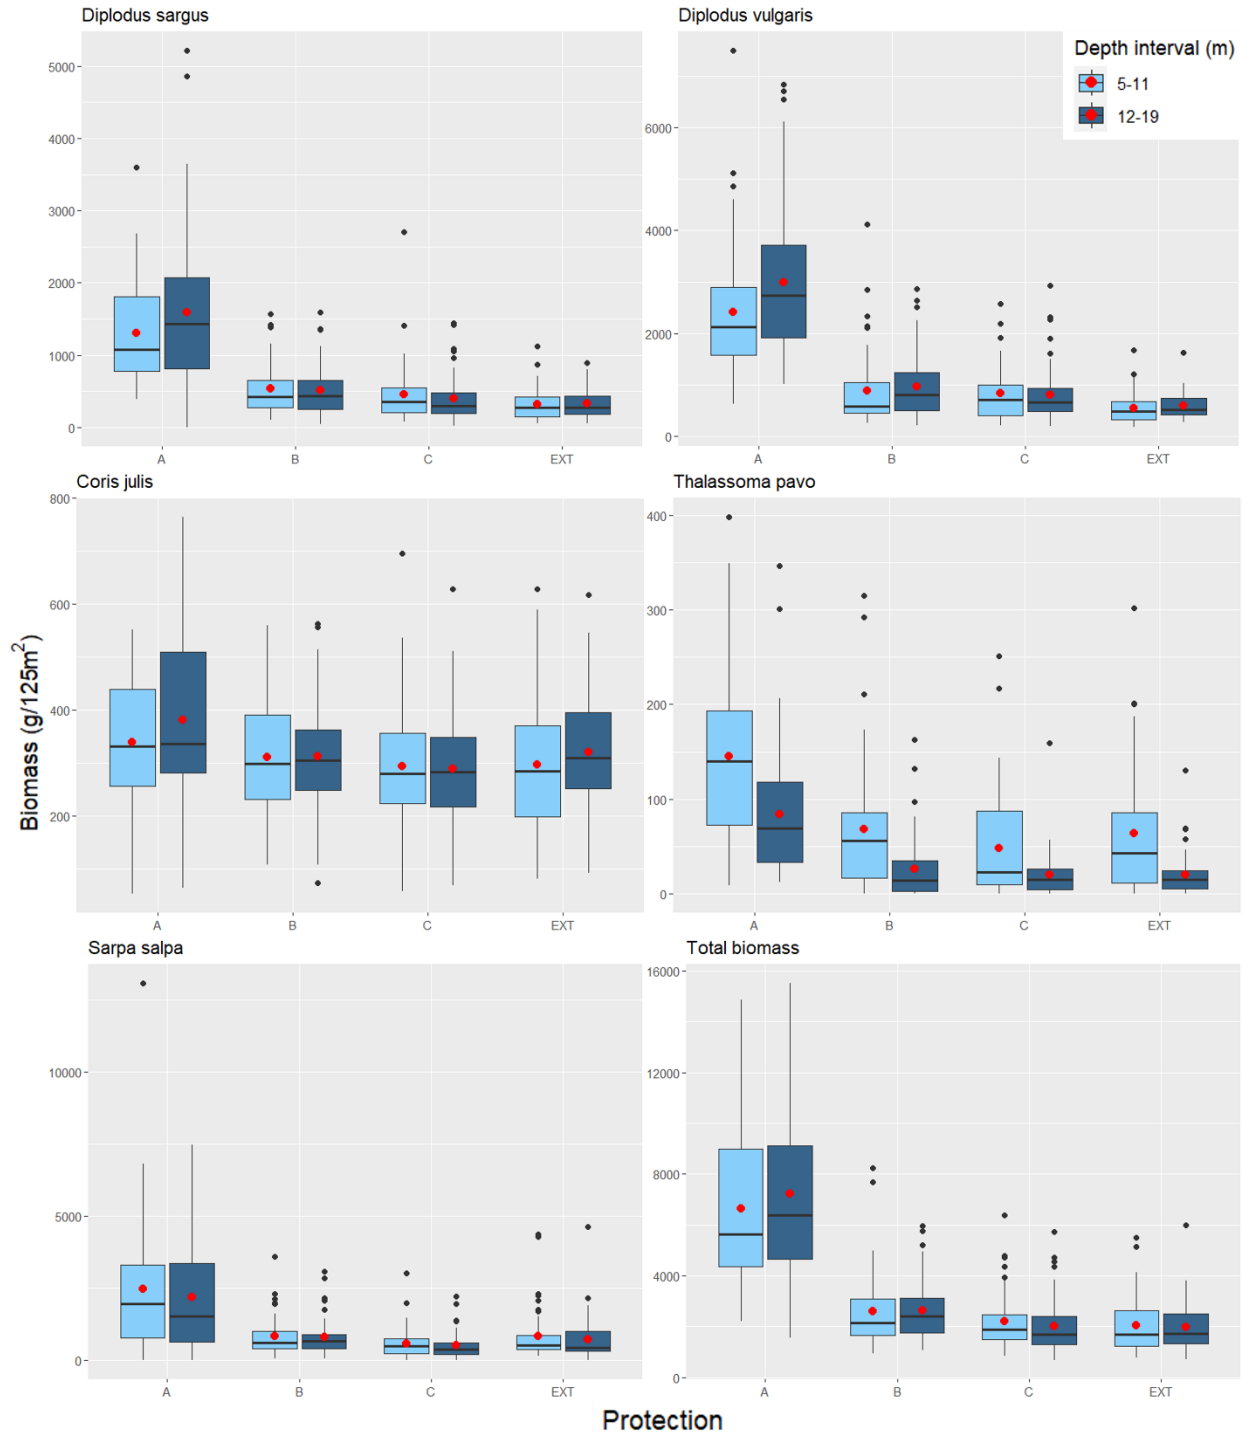 Diplodus sargus
Diplodus vulgaris
Depth interval (m)
5-11
12-19
5000
4000
3000
2000
1000
0
A B C EXT
6000
4000
2000
0
A B C EXT
Coris julis
Thalassoma pavo
Biomass (g/125m²)
800
600
400
200
A B C EXT
400
300
200
100
0
A B C EXT
Sarpa salpa
Total biomass
10000
5000
0
A B C EXT
16000
12000
8000
4000
0
A B C EXT
Protection